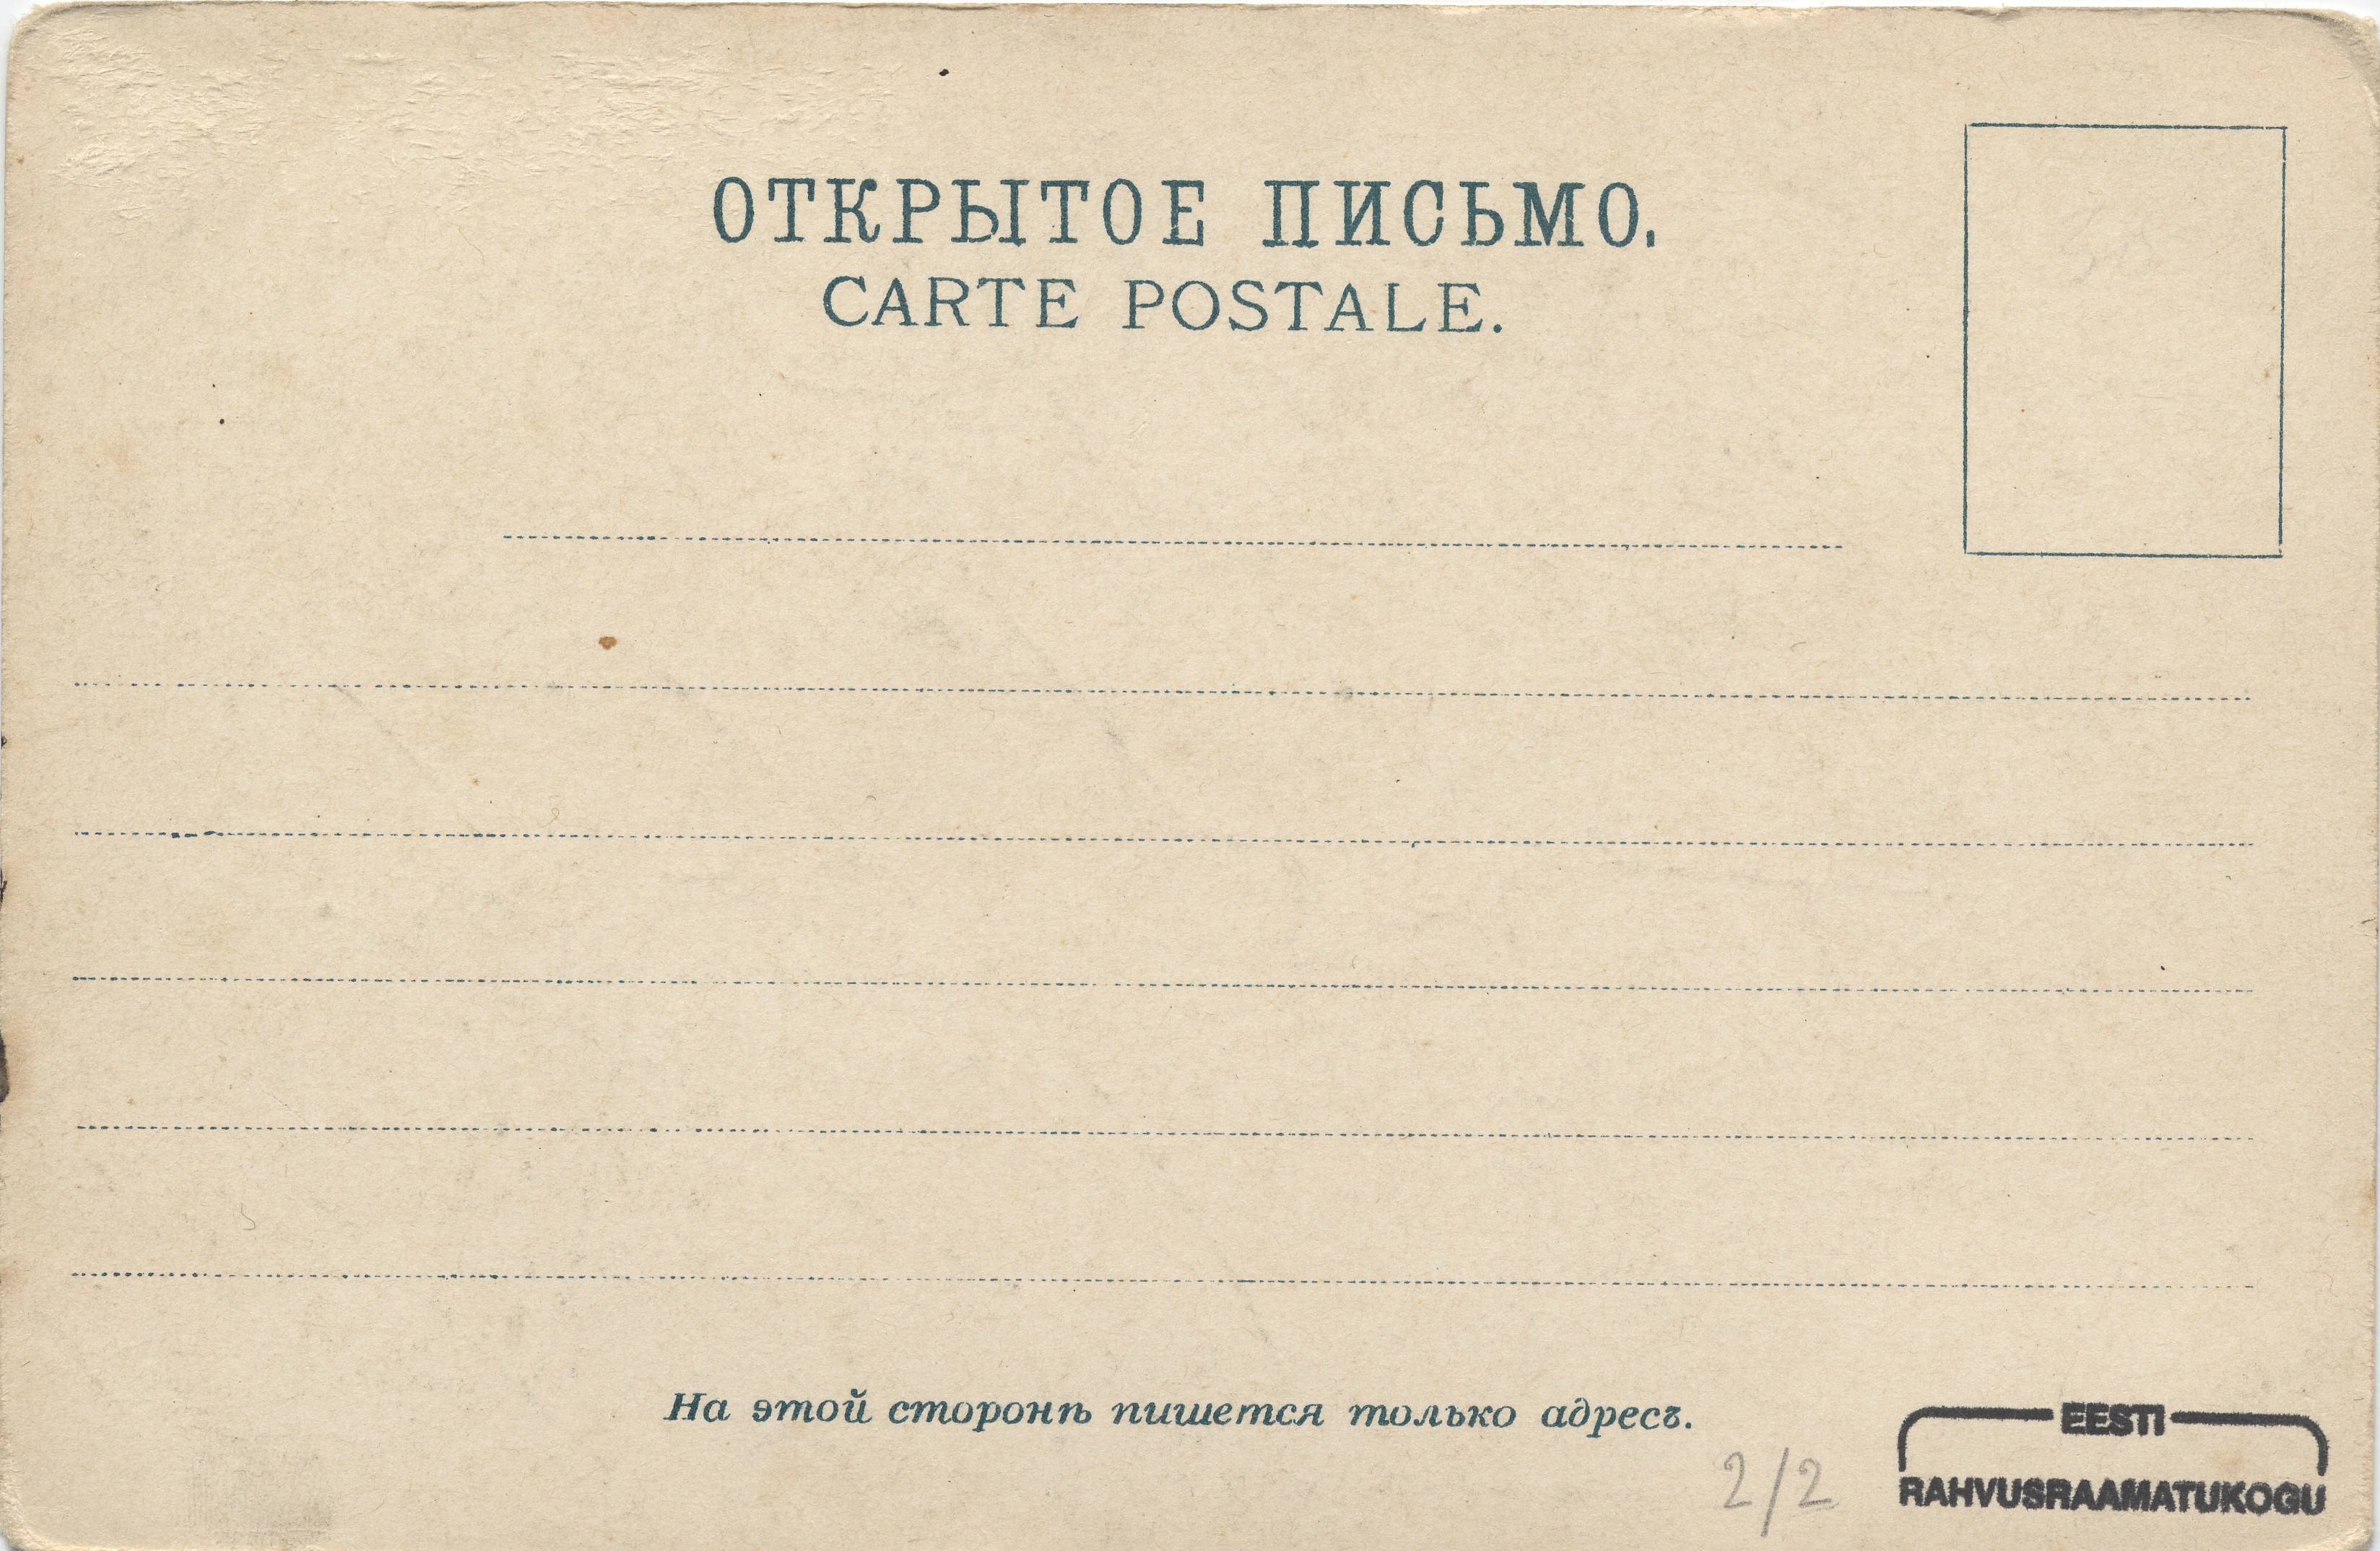 ОТКРЫТОЕ ПИСЬМО.
CARTE POSTALE.
На этой сторонѣ пишется только адресъ.
2/2
EESTI
RAHVUSRAAMATUKOGU